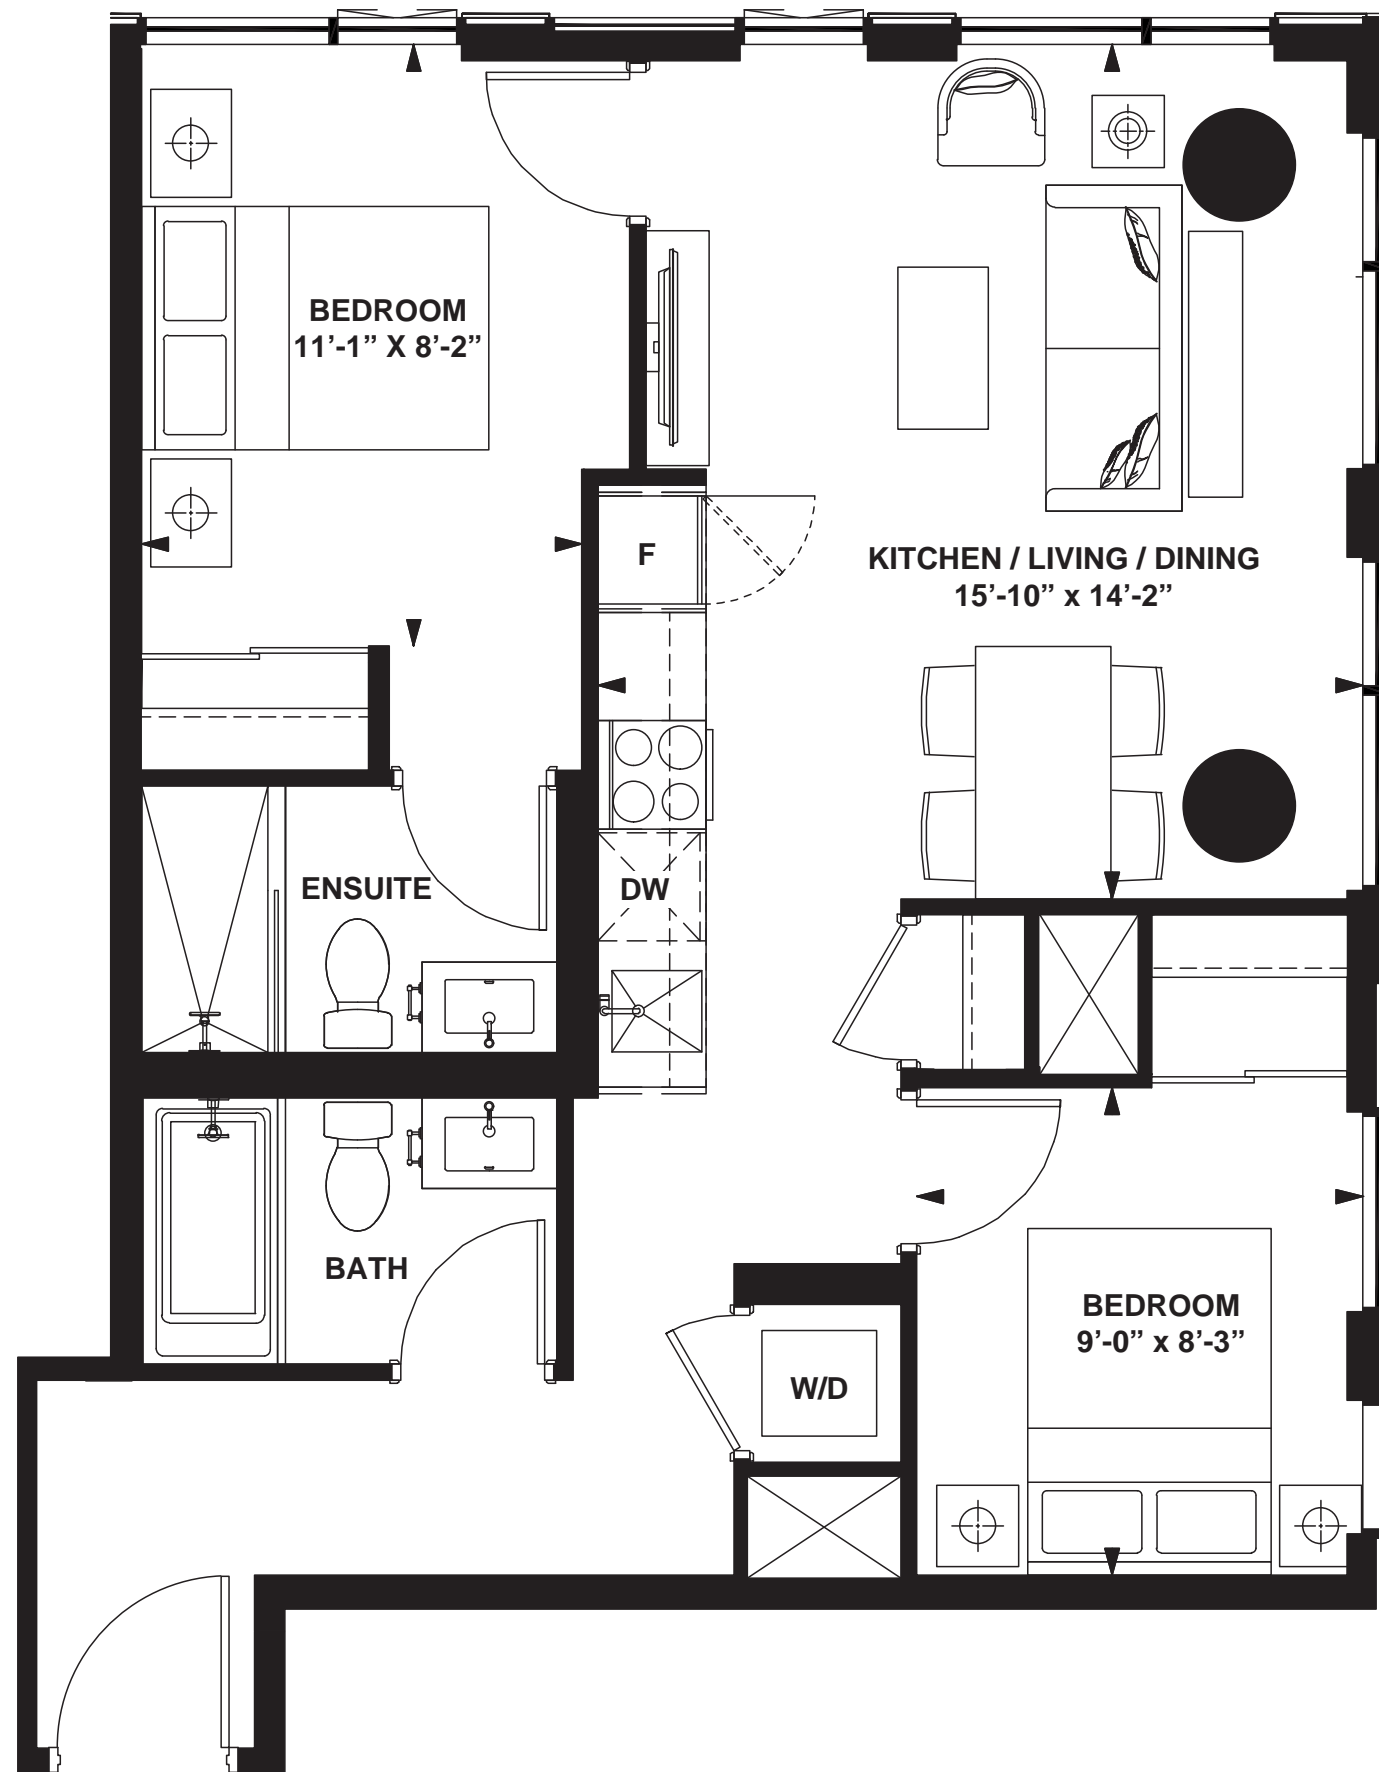 BEDROOM
11’-1” X 8’-2”
F
KITCHEN / LIVING / DINING
15’-10” x 14’-2”
ENSUITE
DW
BATH
BEDROOM
9’-0” x 8’-3”
W/D